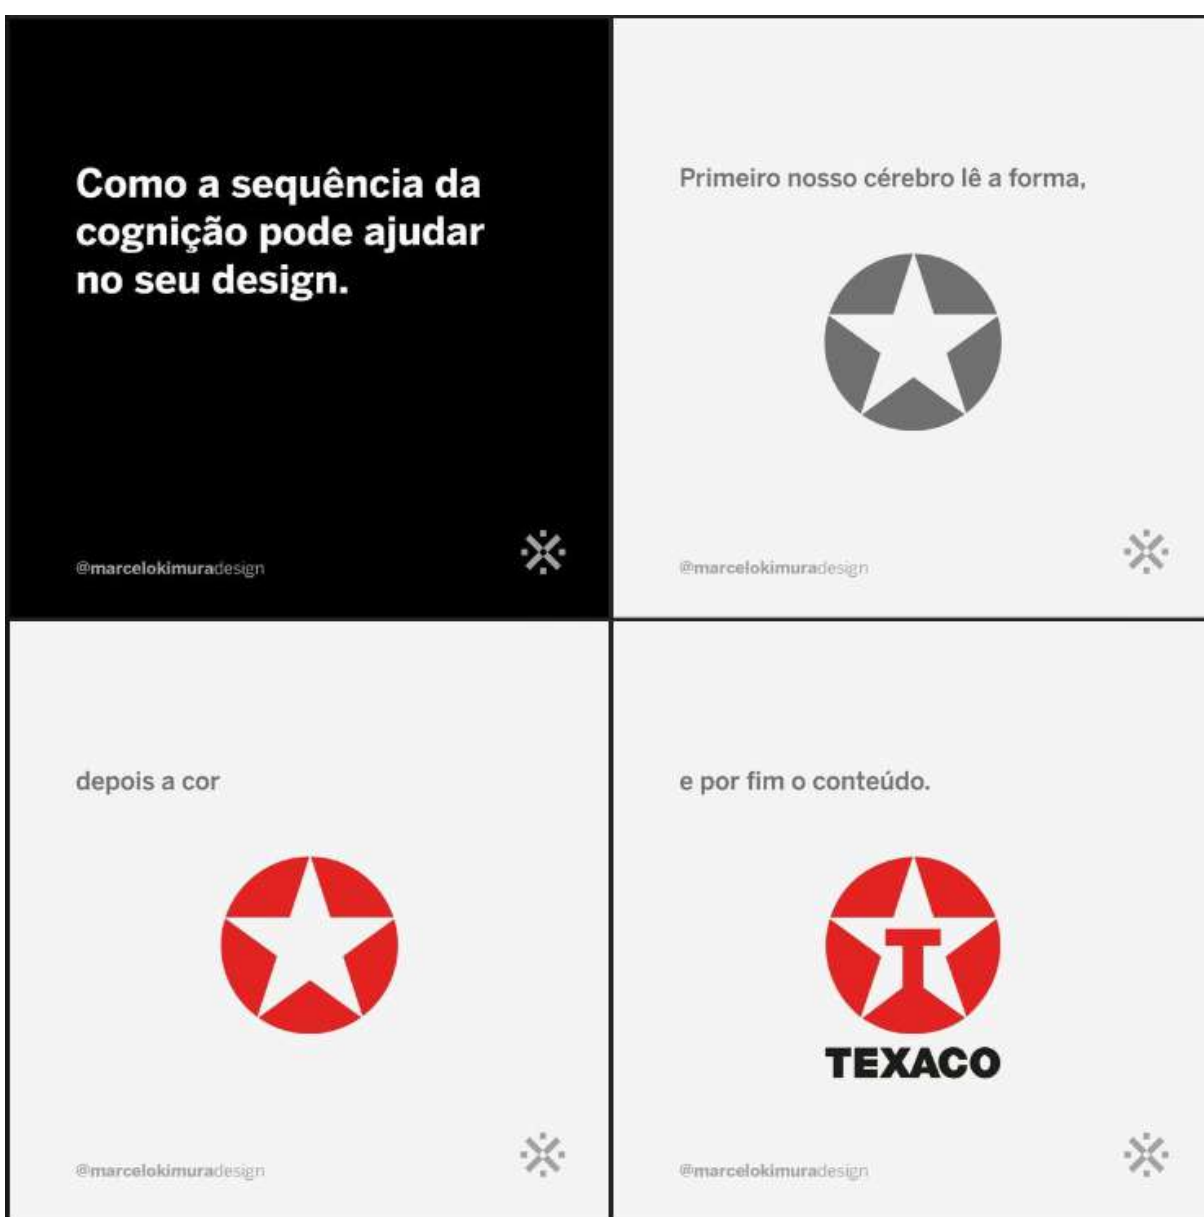 Como a sequência da
cognição pode ajudar
no seu design.
@marcelokimuradesign
Primeiro nosso cérebro lê a forma,
@marcelokimuradesign
depois a cor
@marcelokimuradesign
e por fim o conteúdo.
T
TEXACO
@marcelokimuradesign